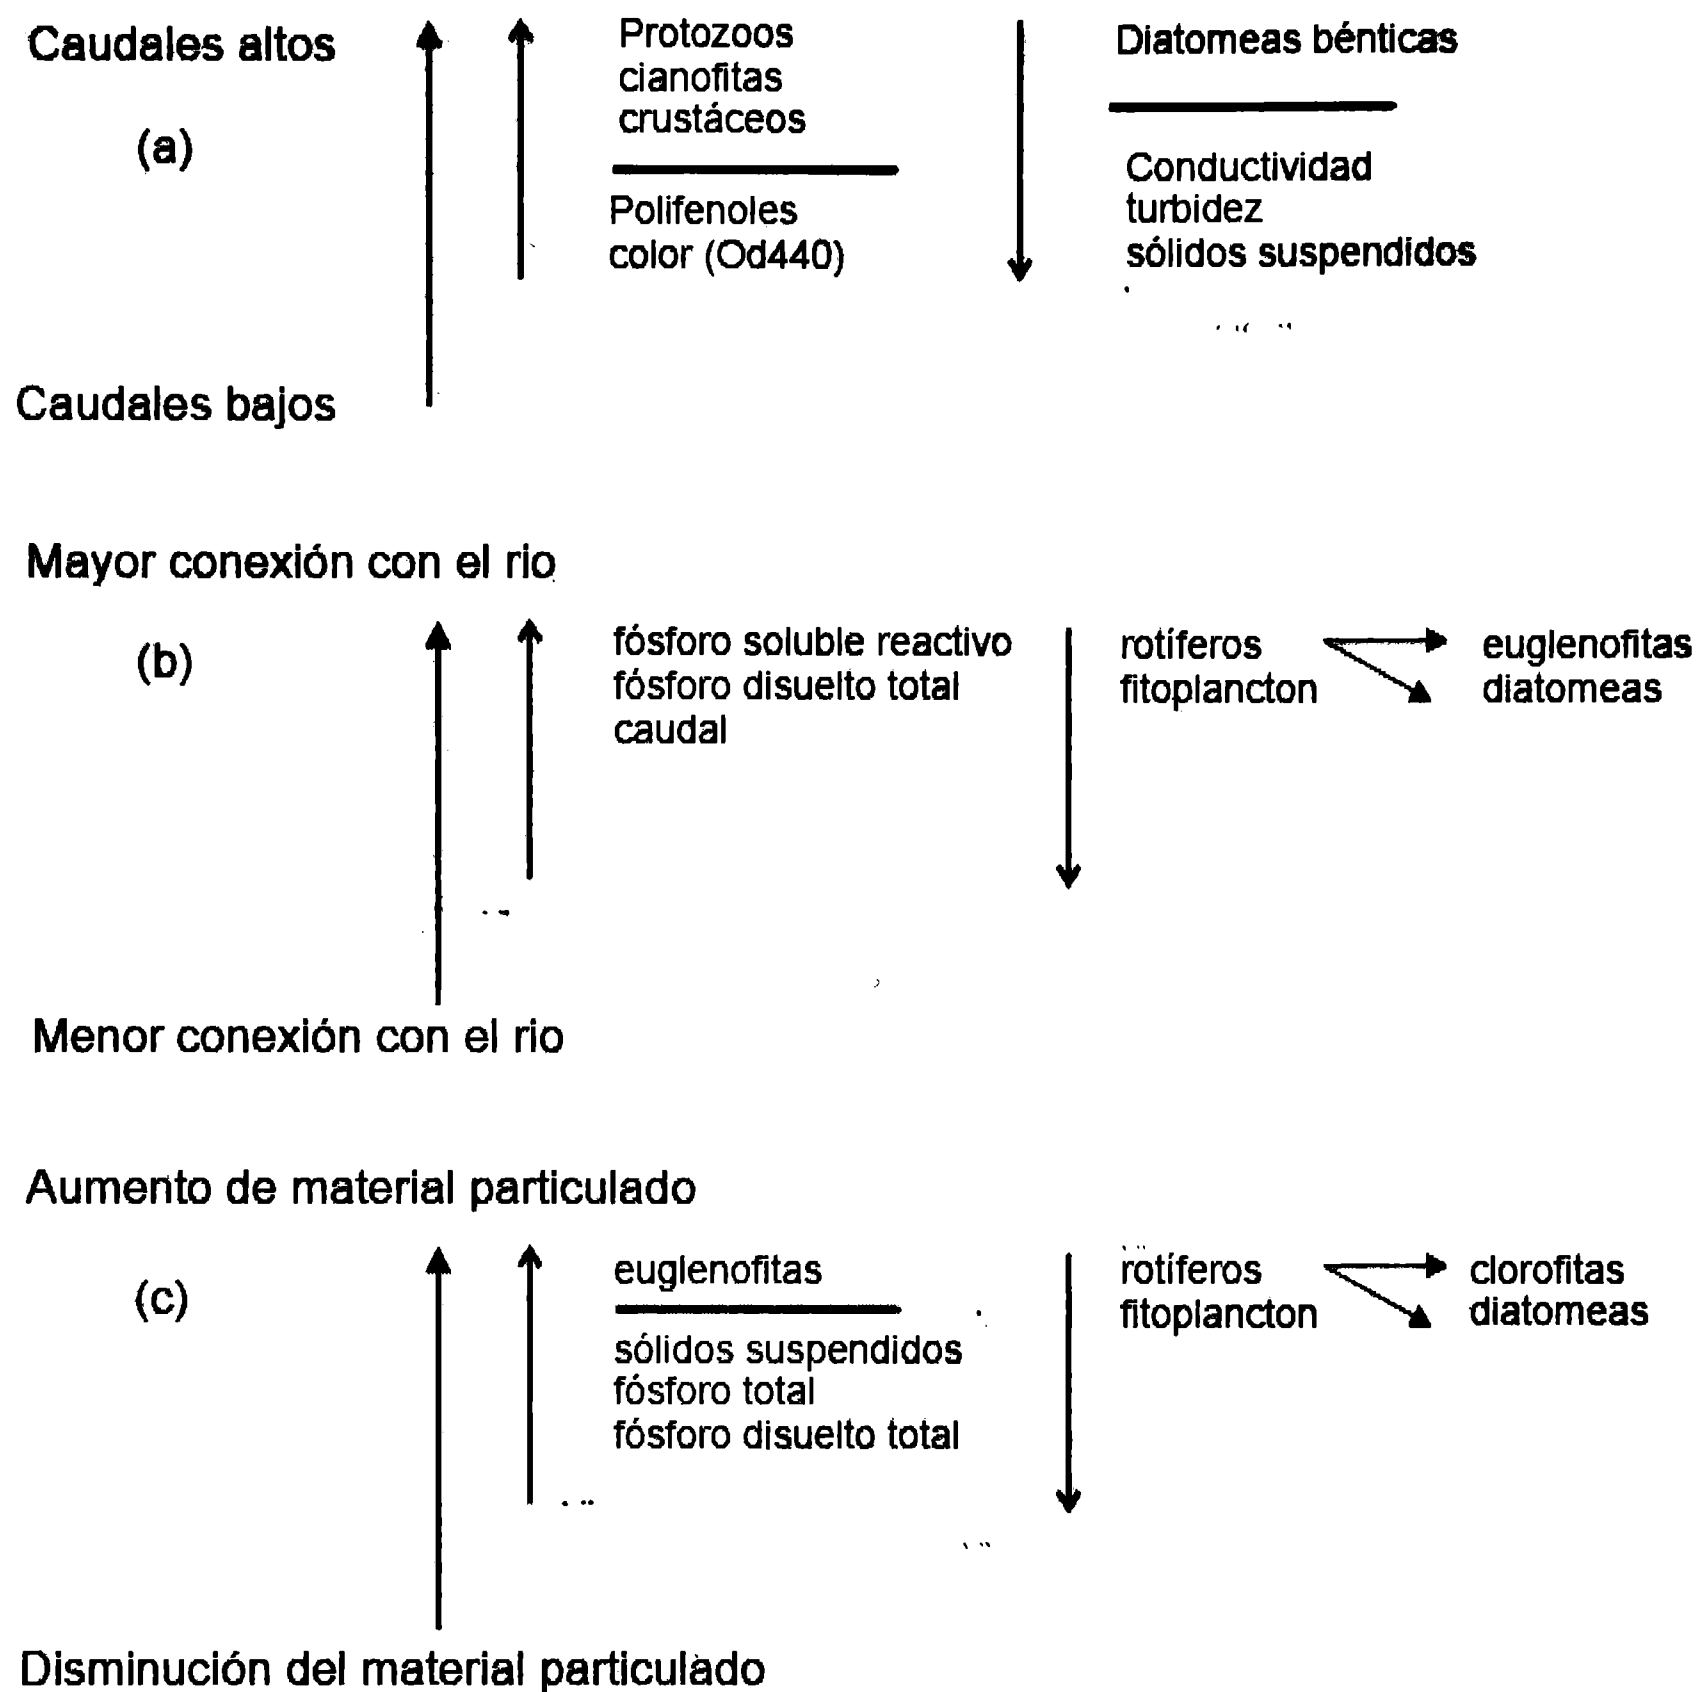 Caudales altos
(a)
Caudales bajos
Protozoos
cianofitas
crustáceos
Polifenoles
color (Od440)
Diatomeas bénticas
Conductividad
turbidez
sólidos suspendidos
Mayor conexión con el rio
(b)
Menor conexión con el rio
fósforo soluble reactivo
fósforo disuelto total
caudal
rotíferos
fitoplancton
euglenofitas
diatomeas
Aumento de material particulado
(c)
Disminución del material particulado
euglenofitas
sólidos suspendidos
fósforo total
fósforo disuelto total
rotíferos
fitoplancton
clorofitas
diatomeas